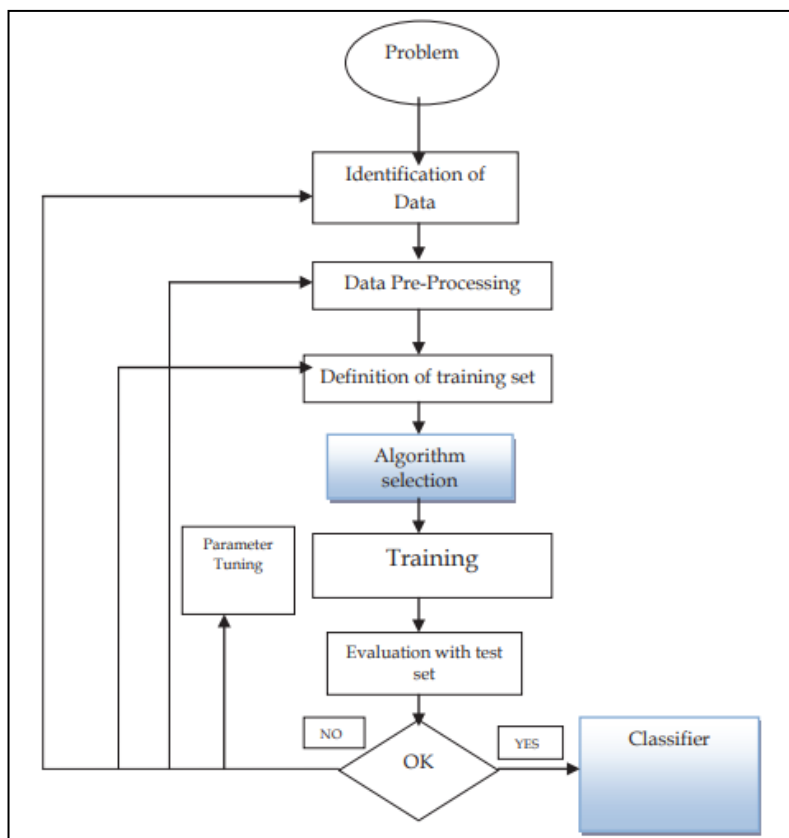 Problem
Identification of
Data
Data Pre-Processing
Definition of training set
Algorithm
selection
Parameter
Tuning
Training
Evaluation with test
set
NO
OK
YES
Classifier